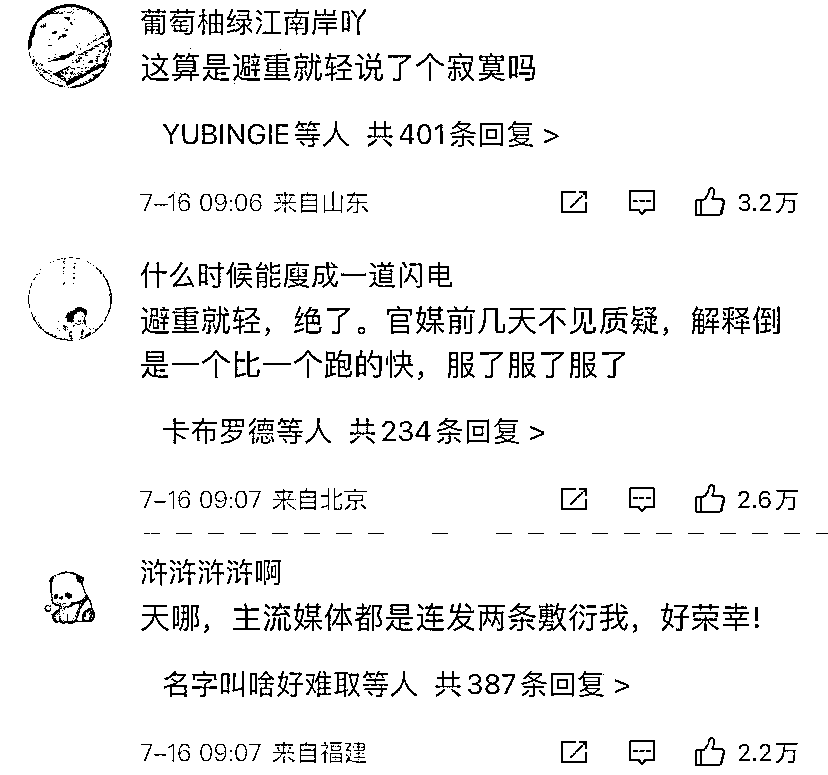 葡萄柚绿江南岸吖
这算是避重就轻说了个寂寞吗
YUBINGIE等人 共401条回复 >
7-16 09:06 来自山东 3.2万
什么时候能廋成一道闪电
避重就轻，绝了。官媒前几天不见质疑，解释倒
是一个比一个跑的快，服了服了服了
卡布罗德等人 共234条回复 >
7-16 09:07 来自北京 2.6万
浒浒浒浒啊
天哪，主流媒体都是连发两条敷衍我，好荣幸!
名字叫啥好难取等人 共387条回复 >
7-16 09:07 来自福建 2.2万